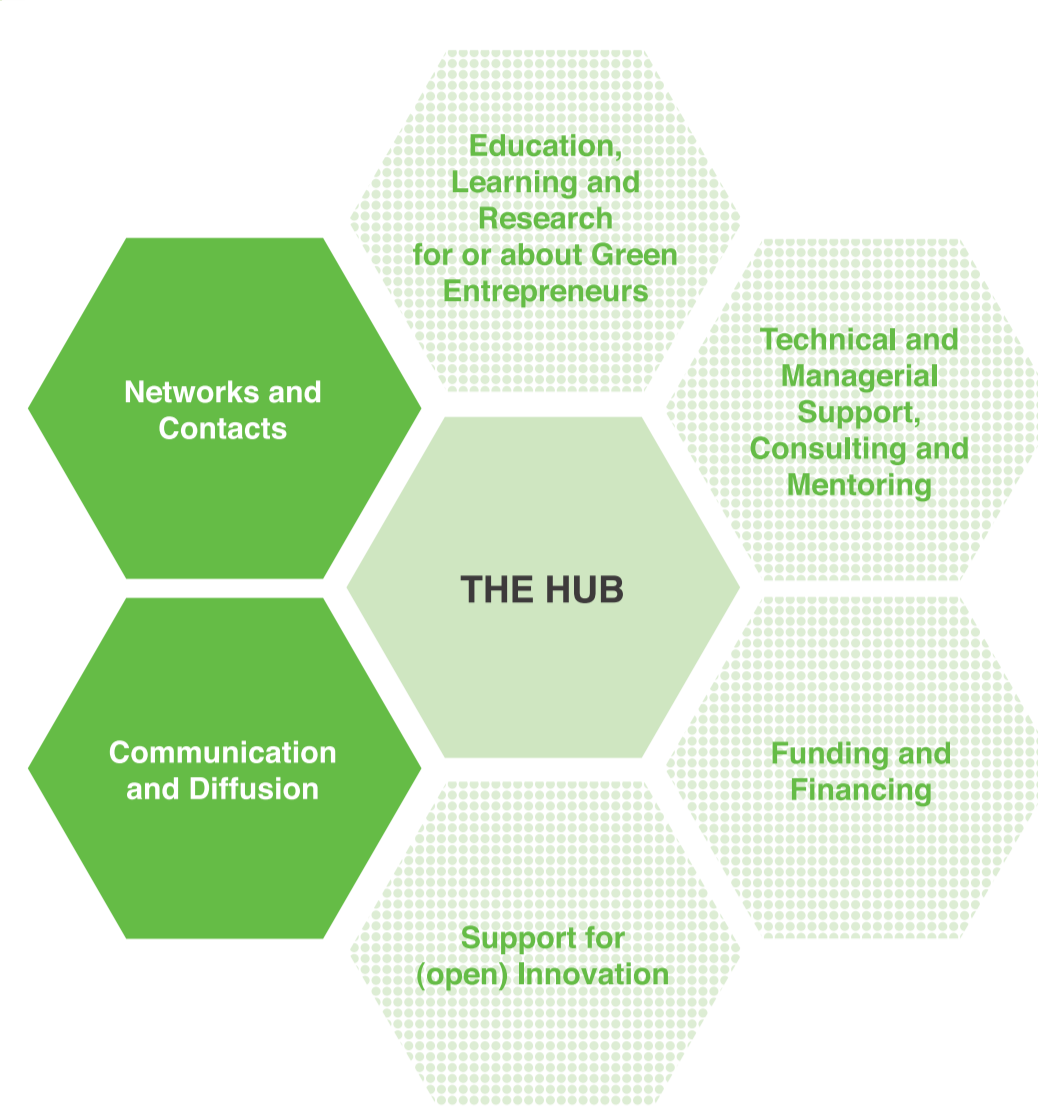 Education,
Learning and
Research
for or about Green
Entrepreneurs
Technical and
Managerial
Support,
Consulting and
Mentoring
Networks and
Contacts
THE HUB
Communication
and Diffusion
Funding and
Financing
Support for
(open) Innovation